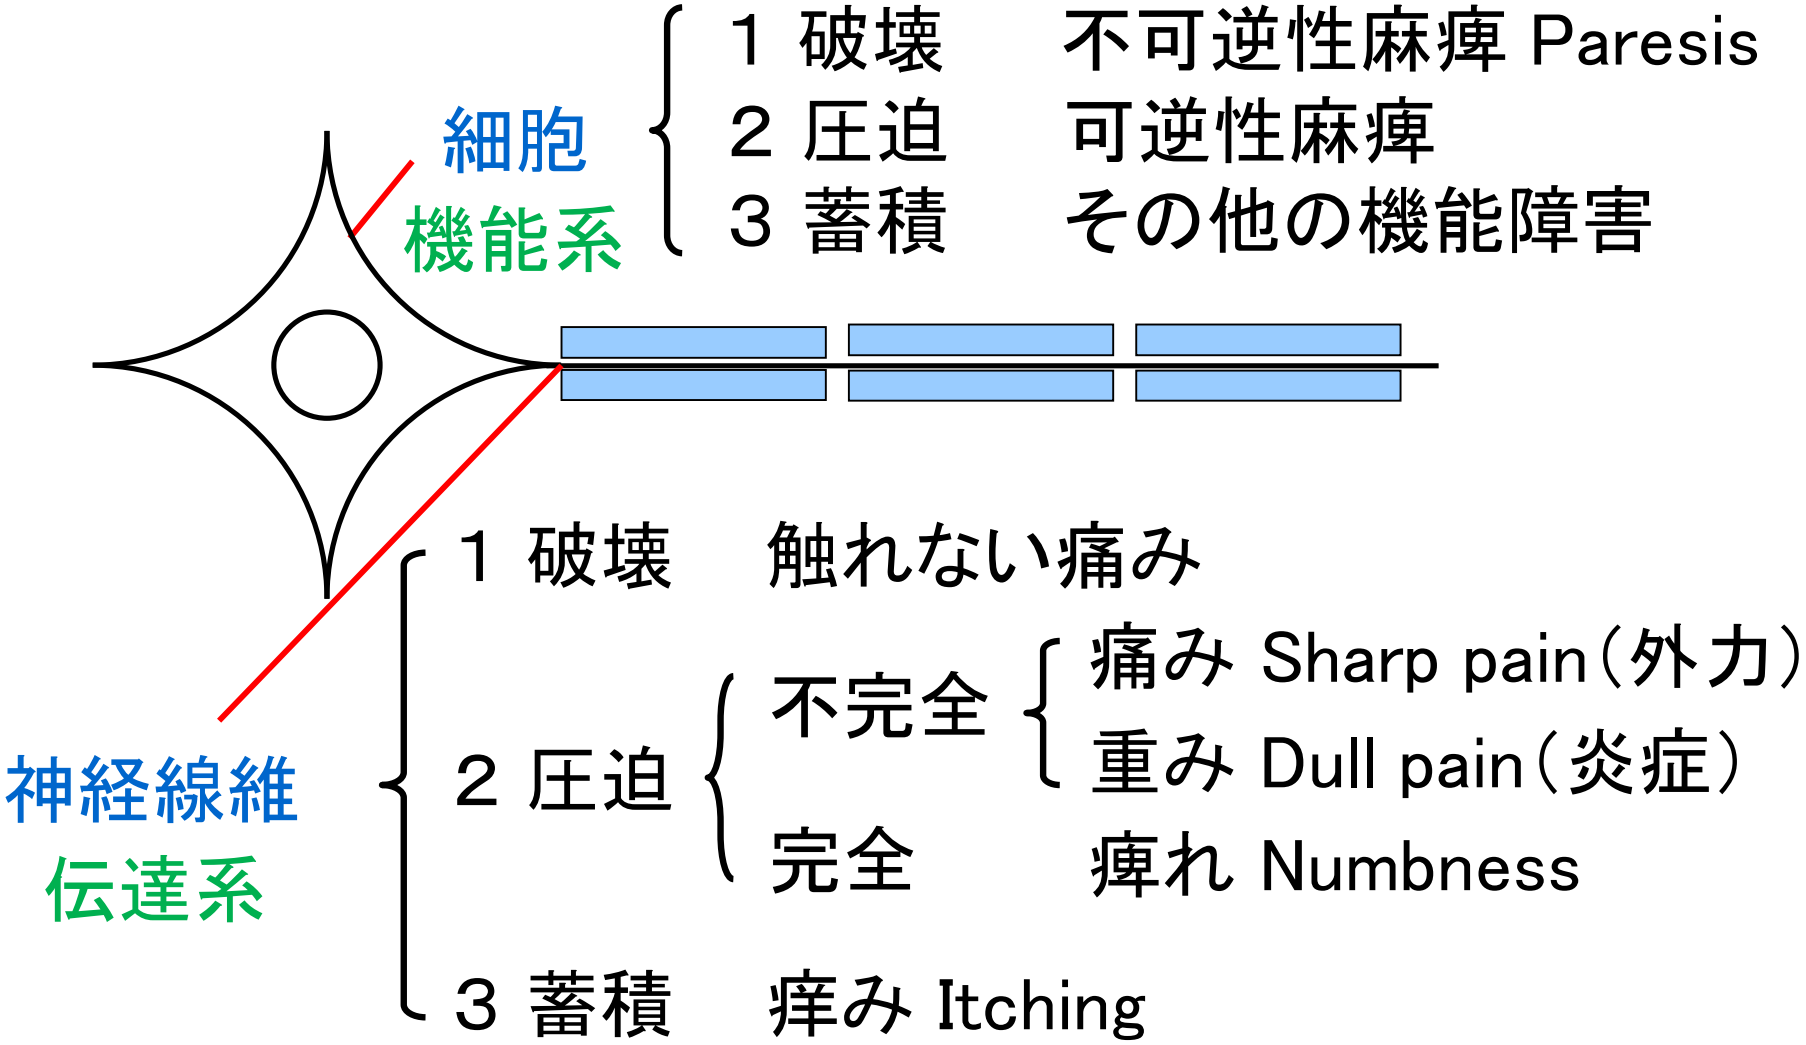 細胞
機能系
1 破壊 不可逆性麻痺 Paresis
2 圧迫 可逆性麻痺
3 蓄積 その他の機能障害
神経線維
伝達系
1 破壊 触れない痛み
2 圧迫
不完全
痛み Sharp pain（外力）
重み Dull pain（炎症）
完全 痺れ Numbness
3 蓄積 痒み Itching